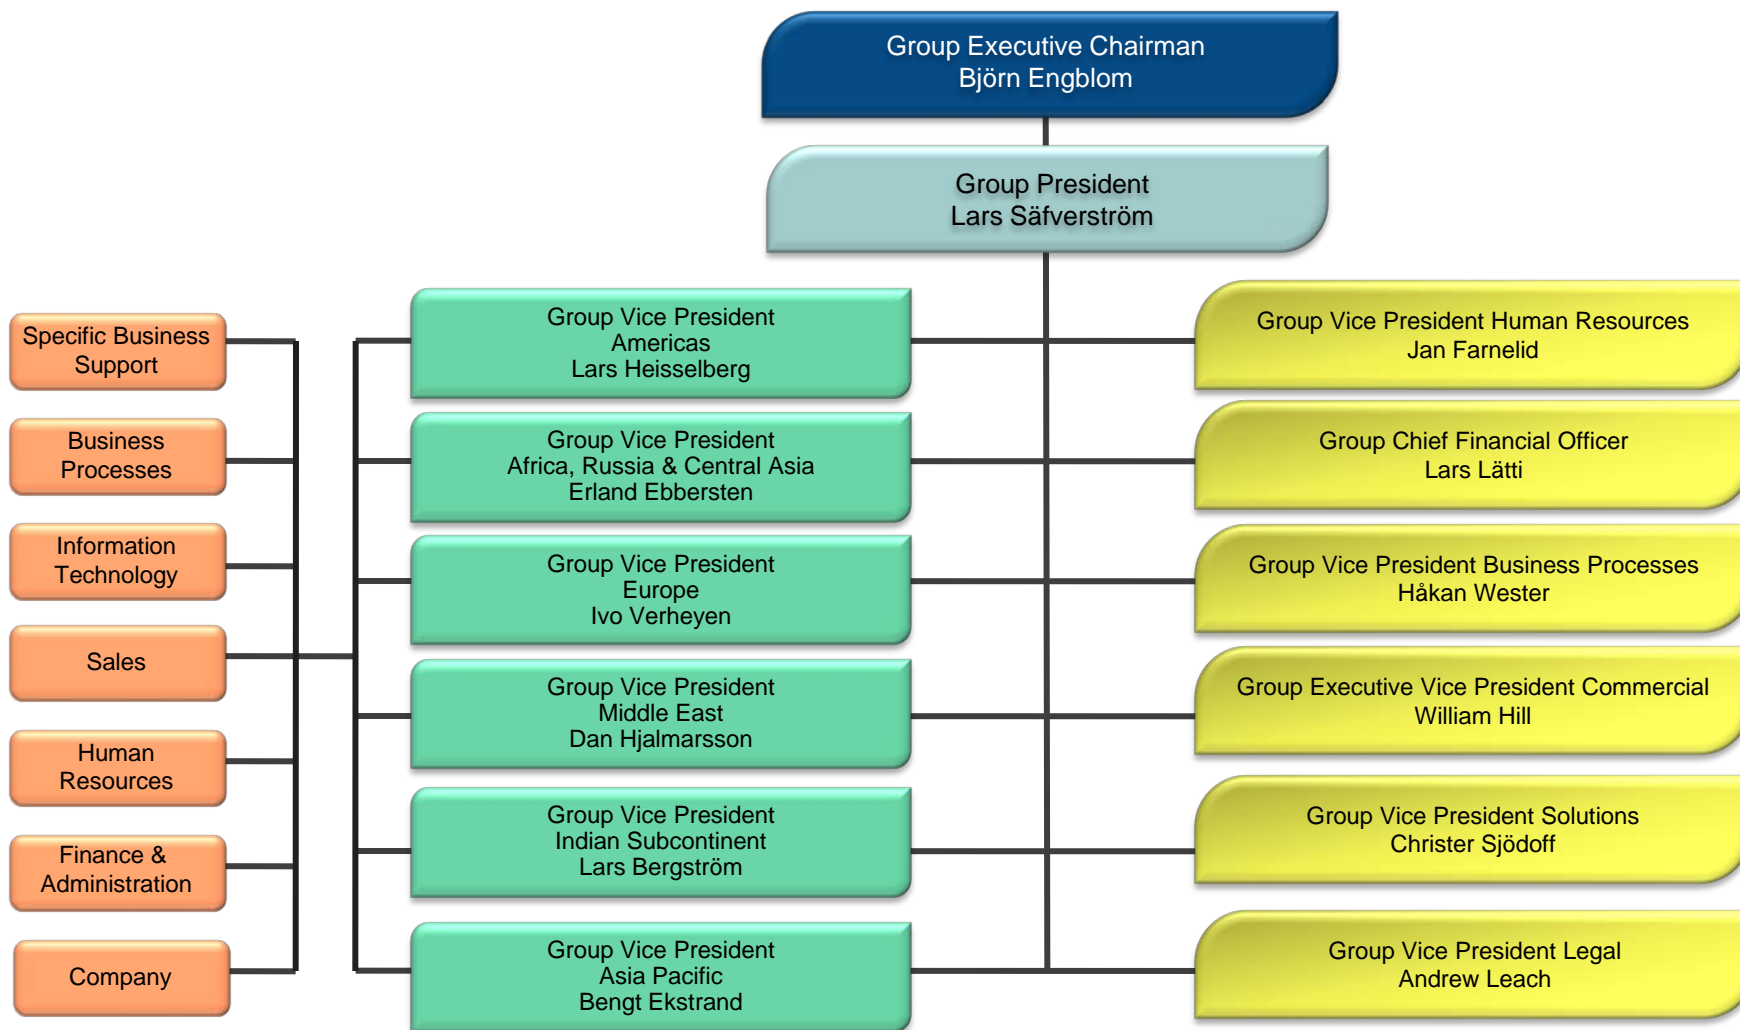 Group Executive Chairman
Björn Engblom
Group President
Lars Säfverström
Specific Business
Support
Business
Processes
Information
Technology
Sales
Human
Resources
Finance &
Administration
Company
Group Vice President
Americas
Lars Heisselberg
Group Vice President
Africa, Russia & Central Asia
Erland Ebbersten
Group Vice President
Europe
Ivo Verheyen
Group Vice President
Middle East
Dan Hjalmarsson
Group Vice President
Indian Subcontinent
Lars Bergström
Group Vice President
Asia Pacific
Bengt Ekstrand
Group Vice President Human Resources
Jan Farnelid
Group Chief Financial Officer
Lars Lätti
Group Vice President Business Processes
Håkan Wester
Group Executive Vice President Commercial
William Hill
Group Vice President Solutions
Christer Sjödoff
Group Vice President Legal
Andrew Leach